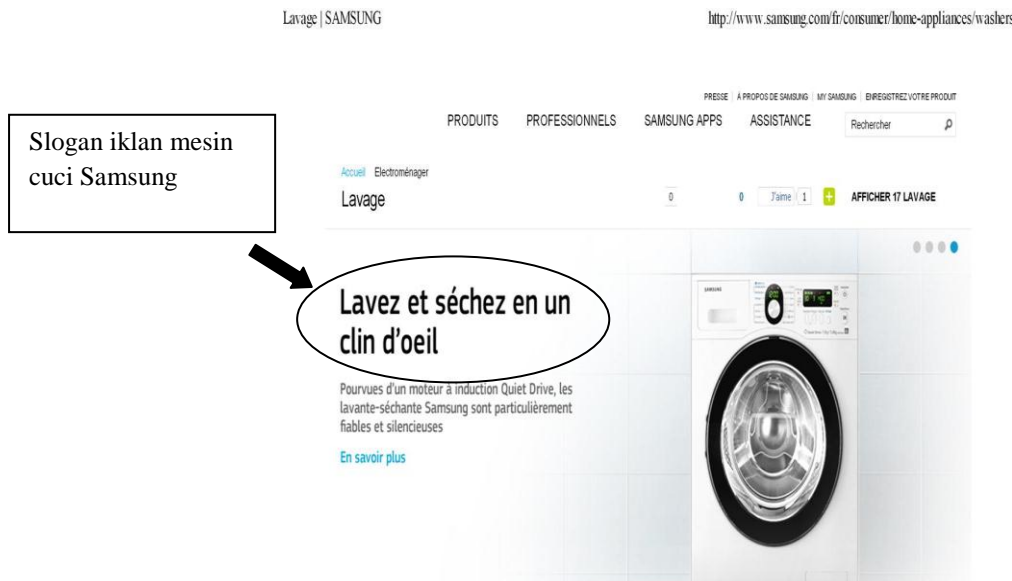 Lavage | SAMSUNG
http://www.samsung.com/fr/consumer/home-appliances/washers
PRESSE | À PROPOS DE SAMSUNG | MY SAMSUNG | ENREGISTREZ VOTRE PRODUIT
PRODUITS PROFESSIONNELS SAMSUNG APPS ASSISTANCE Rechercher
Slogan iklan mesin
cuci Samsung
Accueil Electroménager
Lavage 0 0 J'aime 1 + AFFICHER 17 LAVAGE
Lavez et séchez en un
clin d'oeil
Pourvues d'un moteur à induction Quiet Drive, les
lavante-séchante Samsung sont particulièrement
fiables et silencieuses
En savoir plus
SAMSUNG